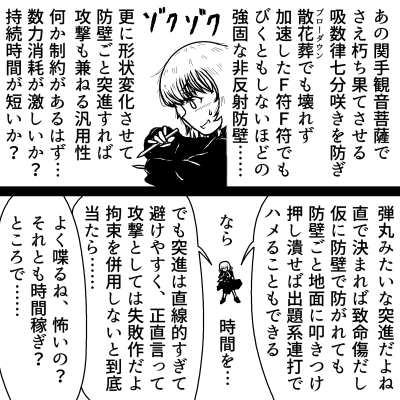 あの関手観音菩薩で
さえ朽ち果てさせる
吸数律七分咲きを防ぎ
散花葬でも壊れず
ブローダウン
加速したF符F符でも
びくともしないほどの
強固な非反射防壁……
ゾクゾク
更に形状変化させて
防壁ごと突進すれば
攻撃も兼ねる汎用性
何か制約があるはず…
数力消耗が激しいか？
持続時間が短いか？
弾丸みたいな突進だよね
直で決まれば致命傷だし
仮に防壁で防がれても
防壁ごと地面に叩きつけ
押し潰せば出題系連打で
ハメることもできる
なら
時間を…
でも突進は直線的すぎて
避けやすく、正直言って
攻撃としては失敗作だよ
拘束を併用しないと到底
当たら……
よく喋るね、怖いの？
それとも時間稼ぎ？
ところで……